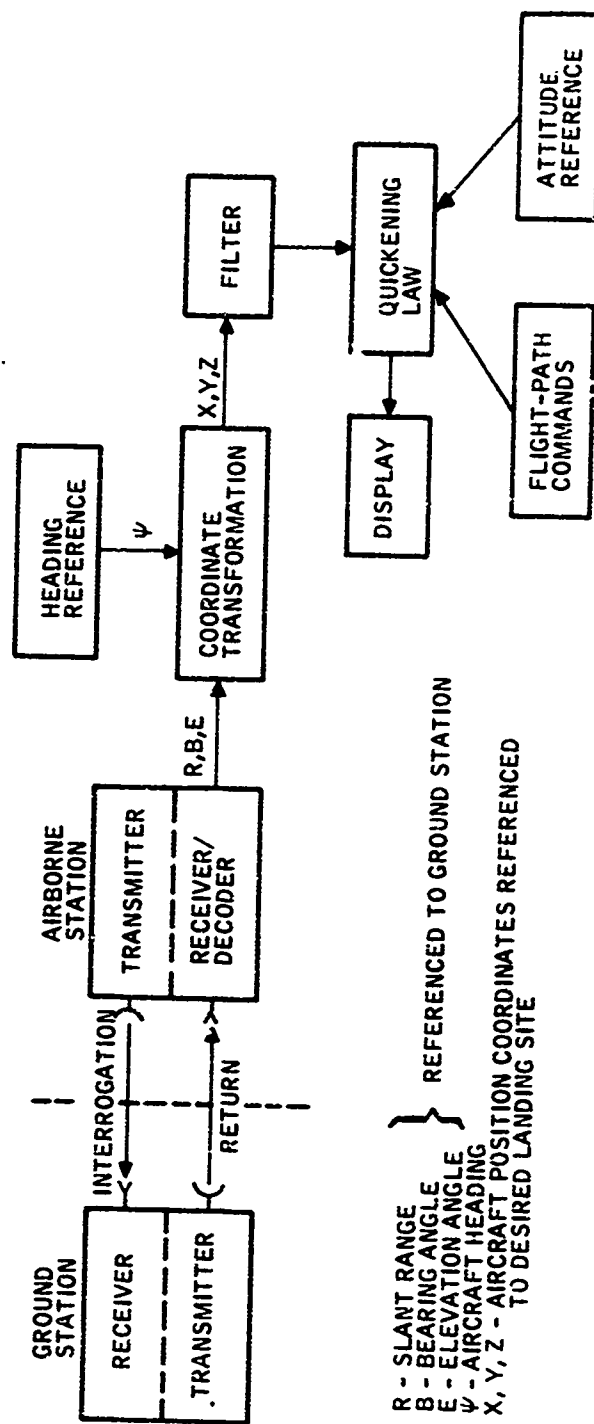 GROUND
STATION
RECEIVER
TRANSMITTER
INTERROGATION
RETURN
AIRBORNE
STATION
TRANSMITTER
RECEIVER/
DECODER
R,B,E
HEADING
REFERENCE
Ψ
COORDINATE
TRANSFORMATION
X,Y,Z
FILTER
QUICKENING
LAW
DISPLAY
FLIGHT-PATH
COMMANDS
ATTITUDE
REFERENCE
R - SLANT RANGE
B - BEARING ANGLE
E - ELEVATION ANGLE
REFERENCED TO GROUND STATION
Ψ - AIRCRAFT HEADING
X, Y, Z - AIRCRAFT POSITION COORDINATES REFERENCED
TO DESIRED LANDING SITE